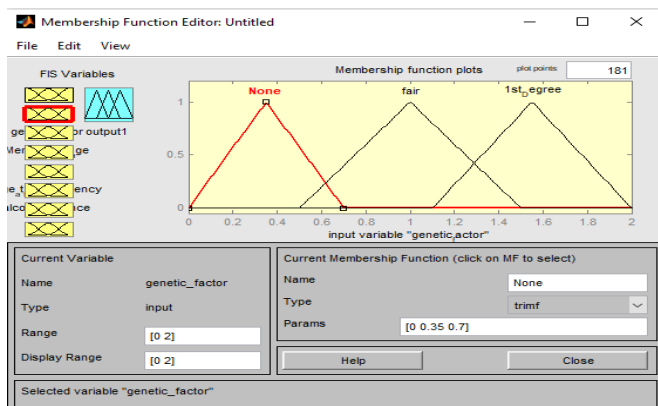 Membership Function Editor: Untitled
File Edit View
FIS Variables
Membership function plots
plot points
181
None
fair
1stDegree
1
0.5
0
output1
0 0.2 0.4 0.6 0.8 1 1.2 1.4 1.6 1.8 2
input variable "genetic_factor"
Current Variable
Name genetic_factor
Type input
Range [0 2]
Display Range [0 2]
Current Membership Function (click on MF to select)
Name None
Type trimf
Params [0 0.35 0.7]
Help Close
Selected variable "genetic_factor"